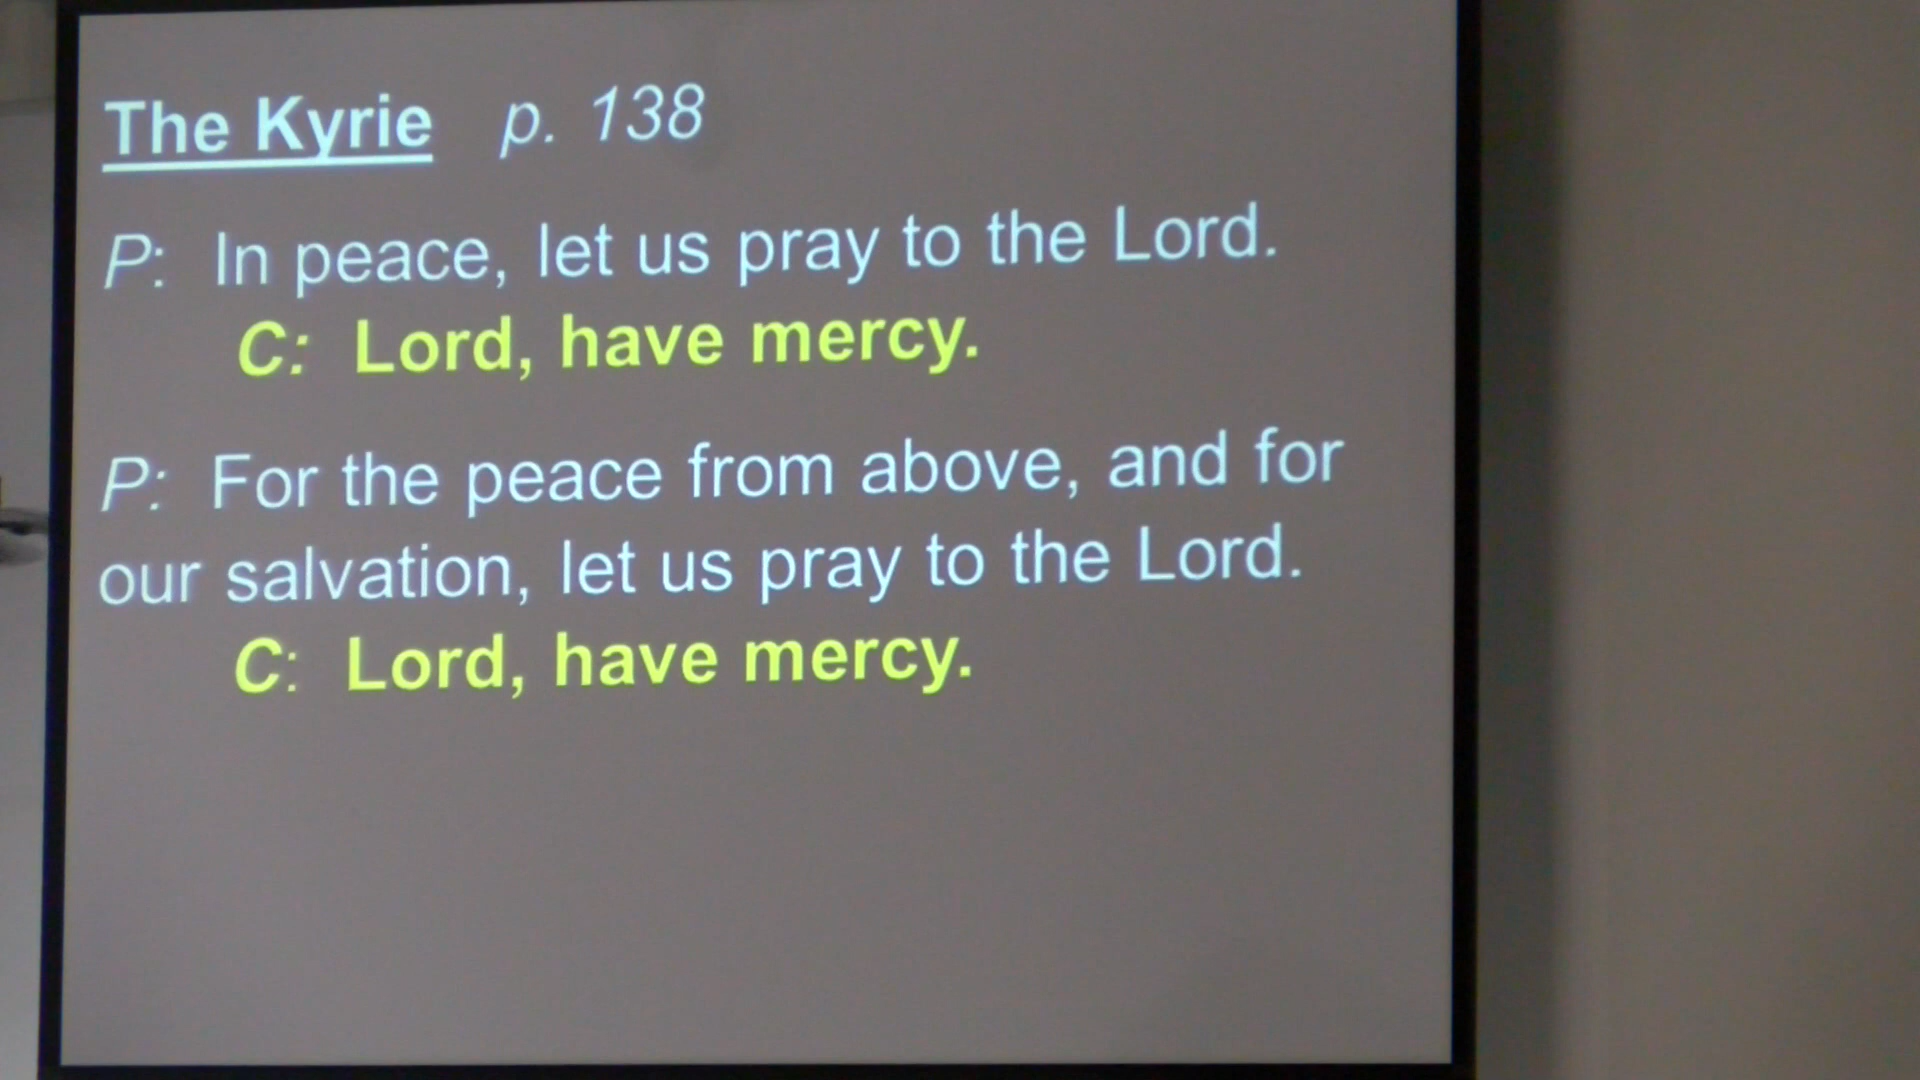 The Kyrie p. 138
P: In peace, let us pray to the Lord.
C: Lord, have mercy.
P: For the peace from above, and for
our salvation, let us pray to the Lord.
C: Lord, have mercy.